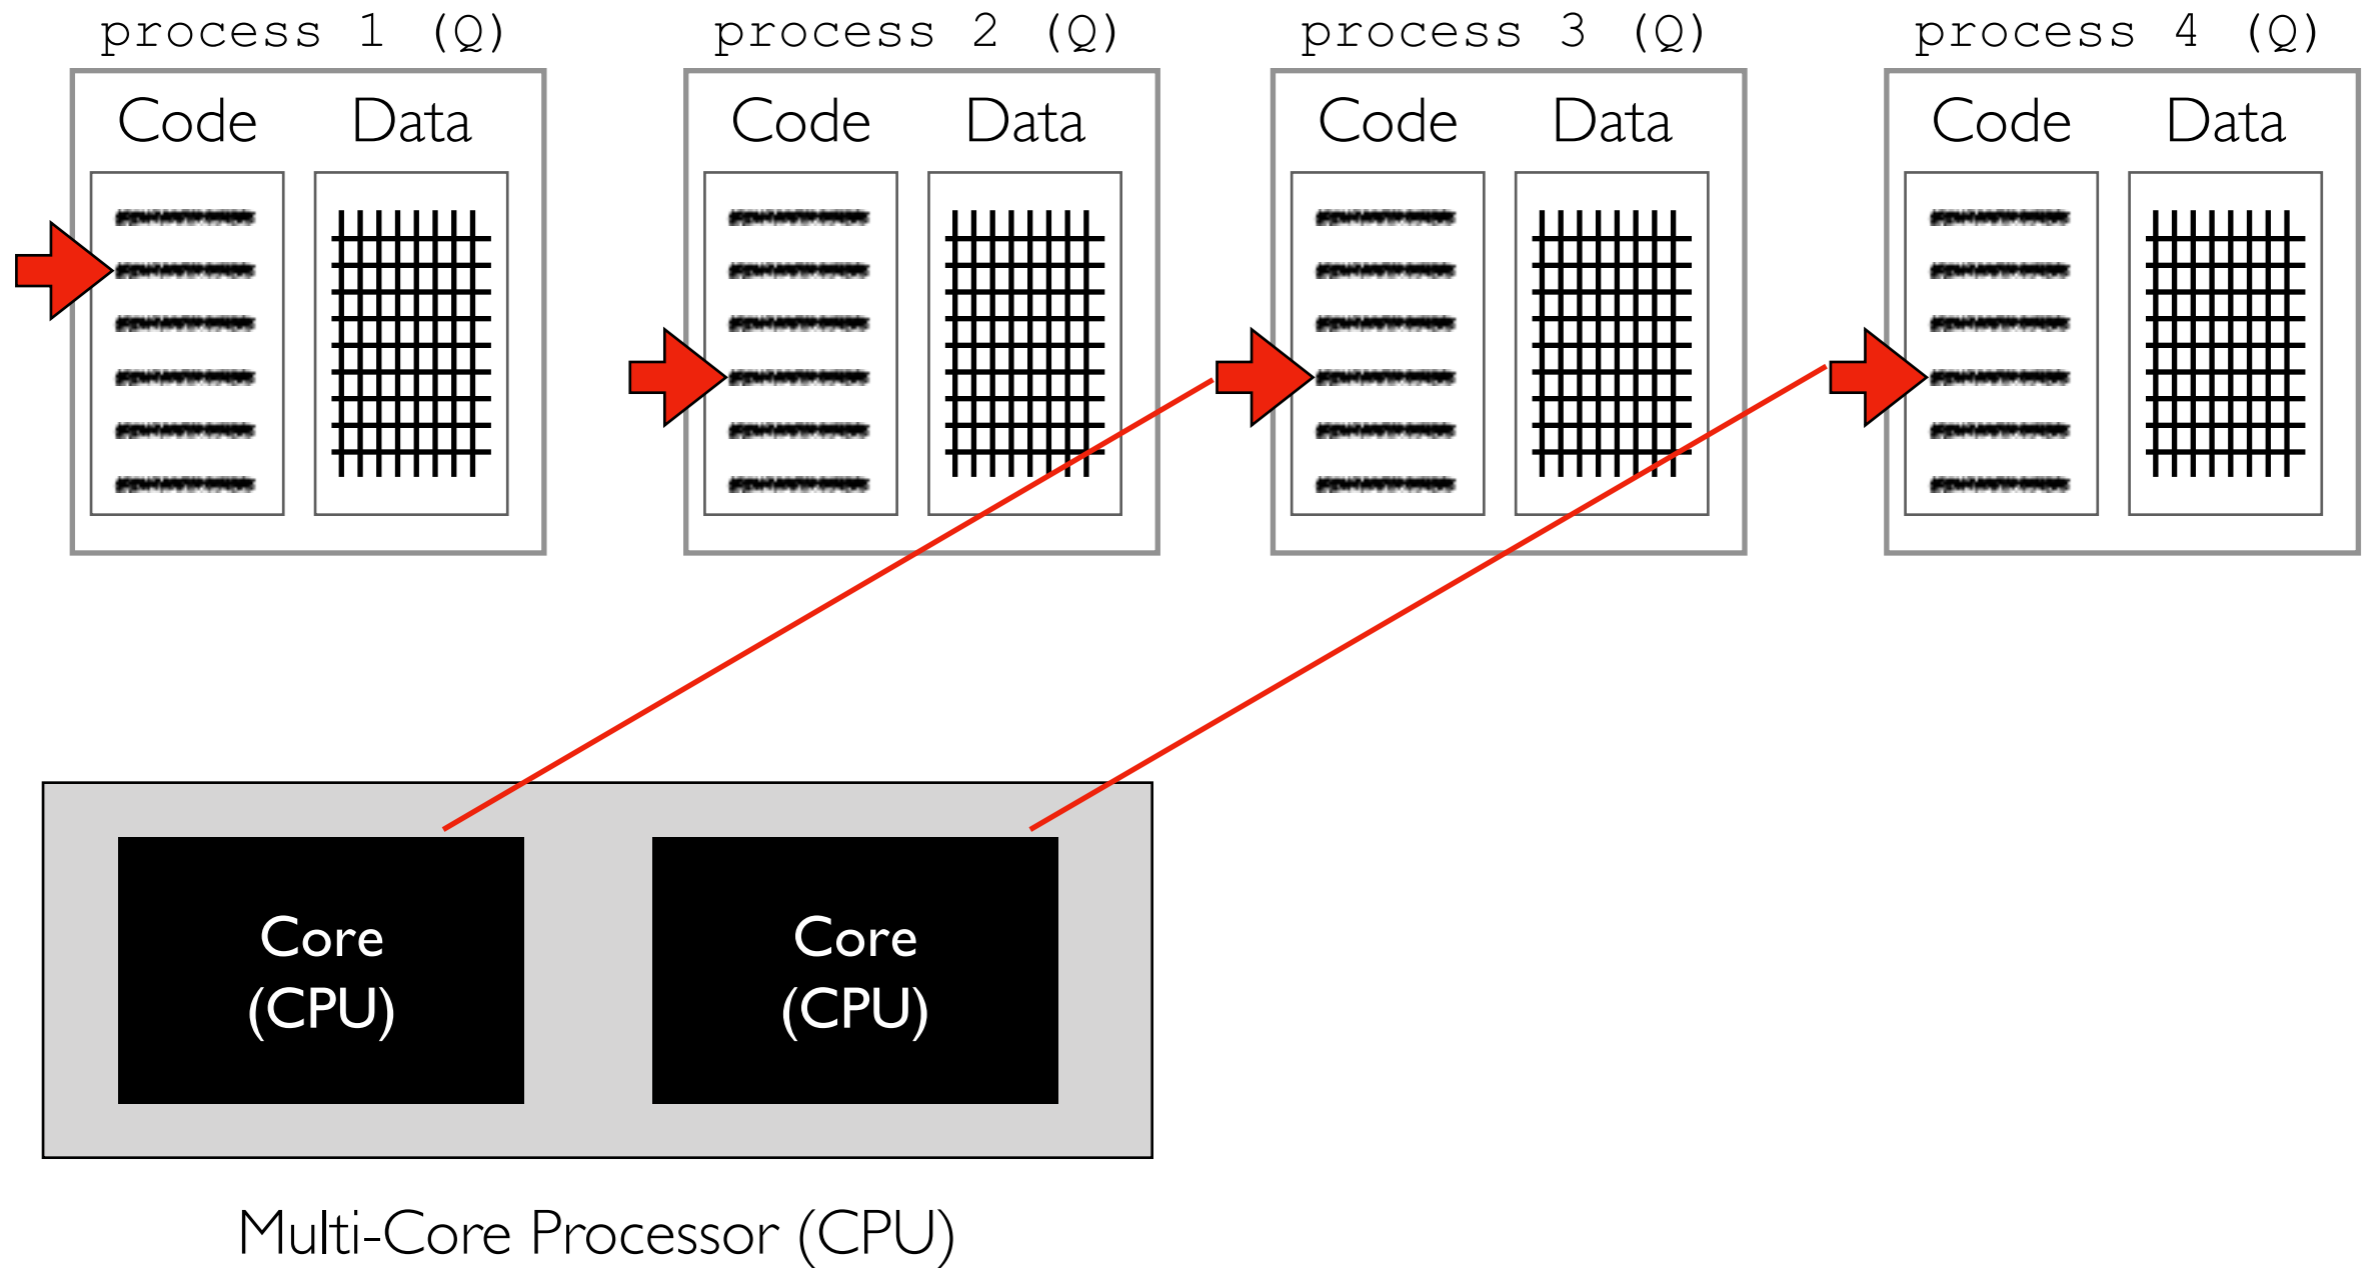 process 1 (Q)
process 2 (Q)
process 3 (Q)
process 4 (Q)
Code
Data
Code
Data
Code
Data
Code
Data
Core
(CPU)
Core
(CPU)
Multi-Core Processor (CPU)